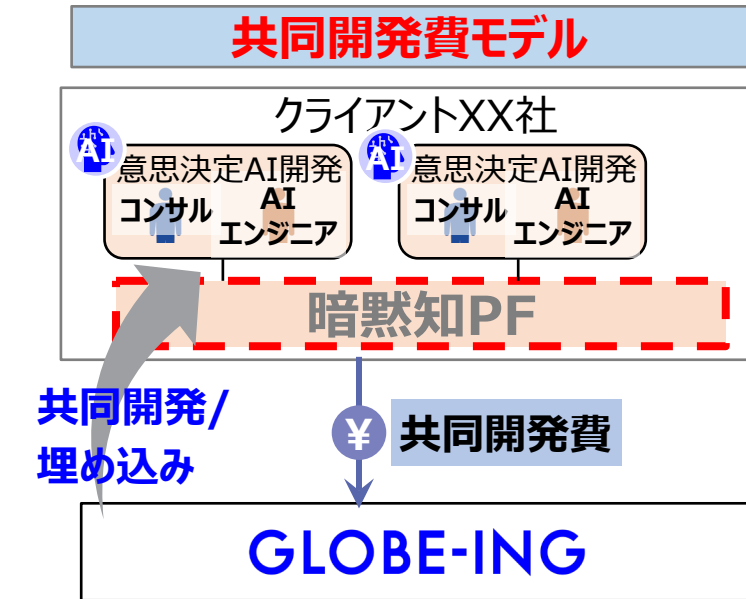 共同開発費モデル
クライアントXX社
AI
意思決定AI開発
コンサル
AI
エンジニア
AI
意思決定AI開発
コンサル
AI
エンジニア
暗黙知PF
共同開発/
埋め込み
¥
共同開発費
GLOBE-ING